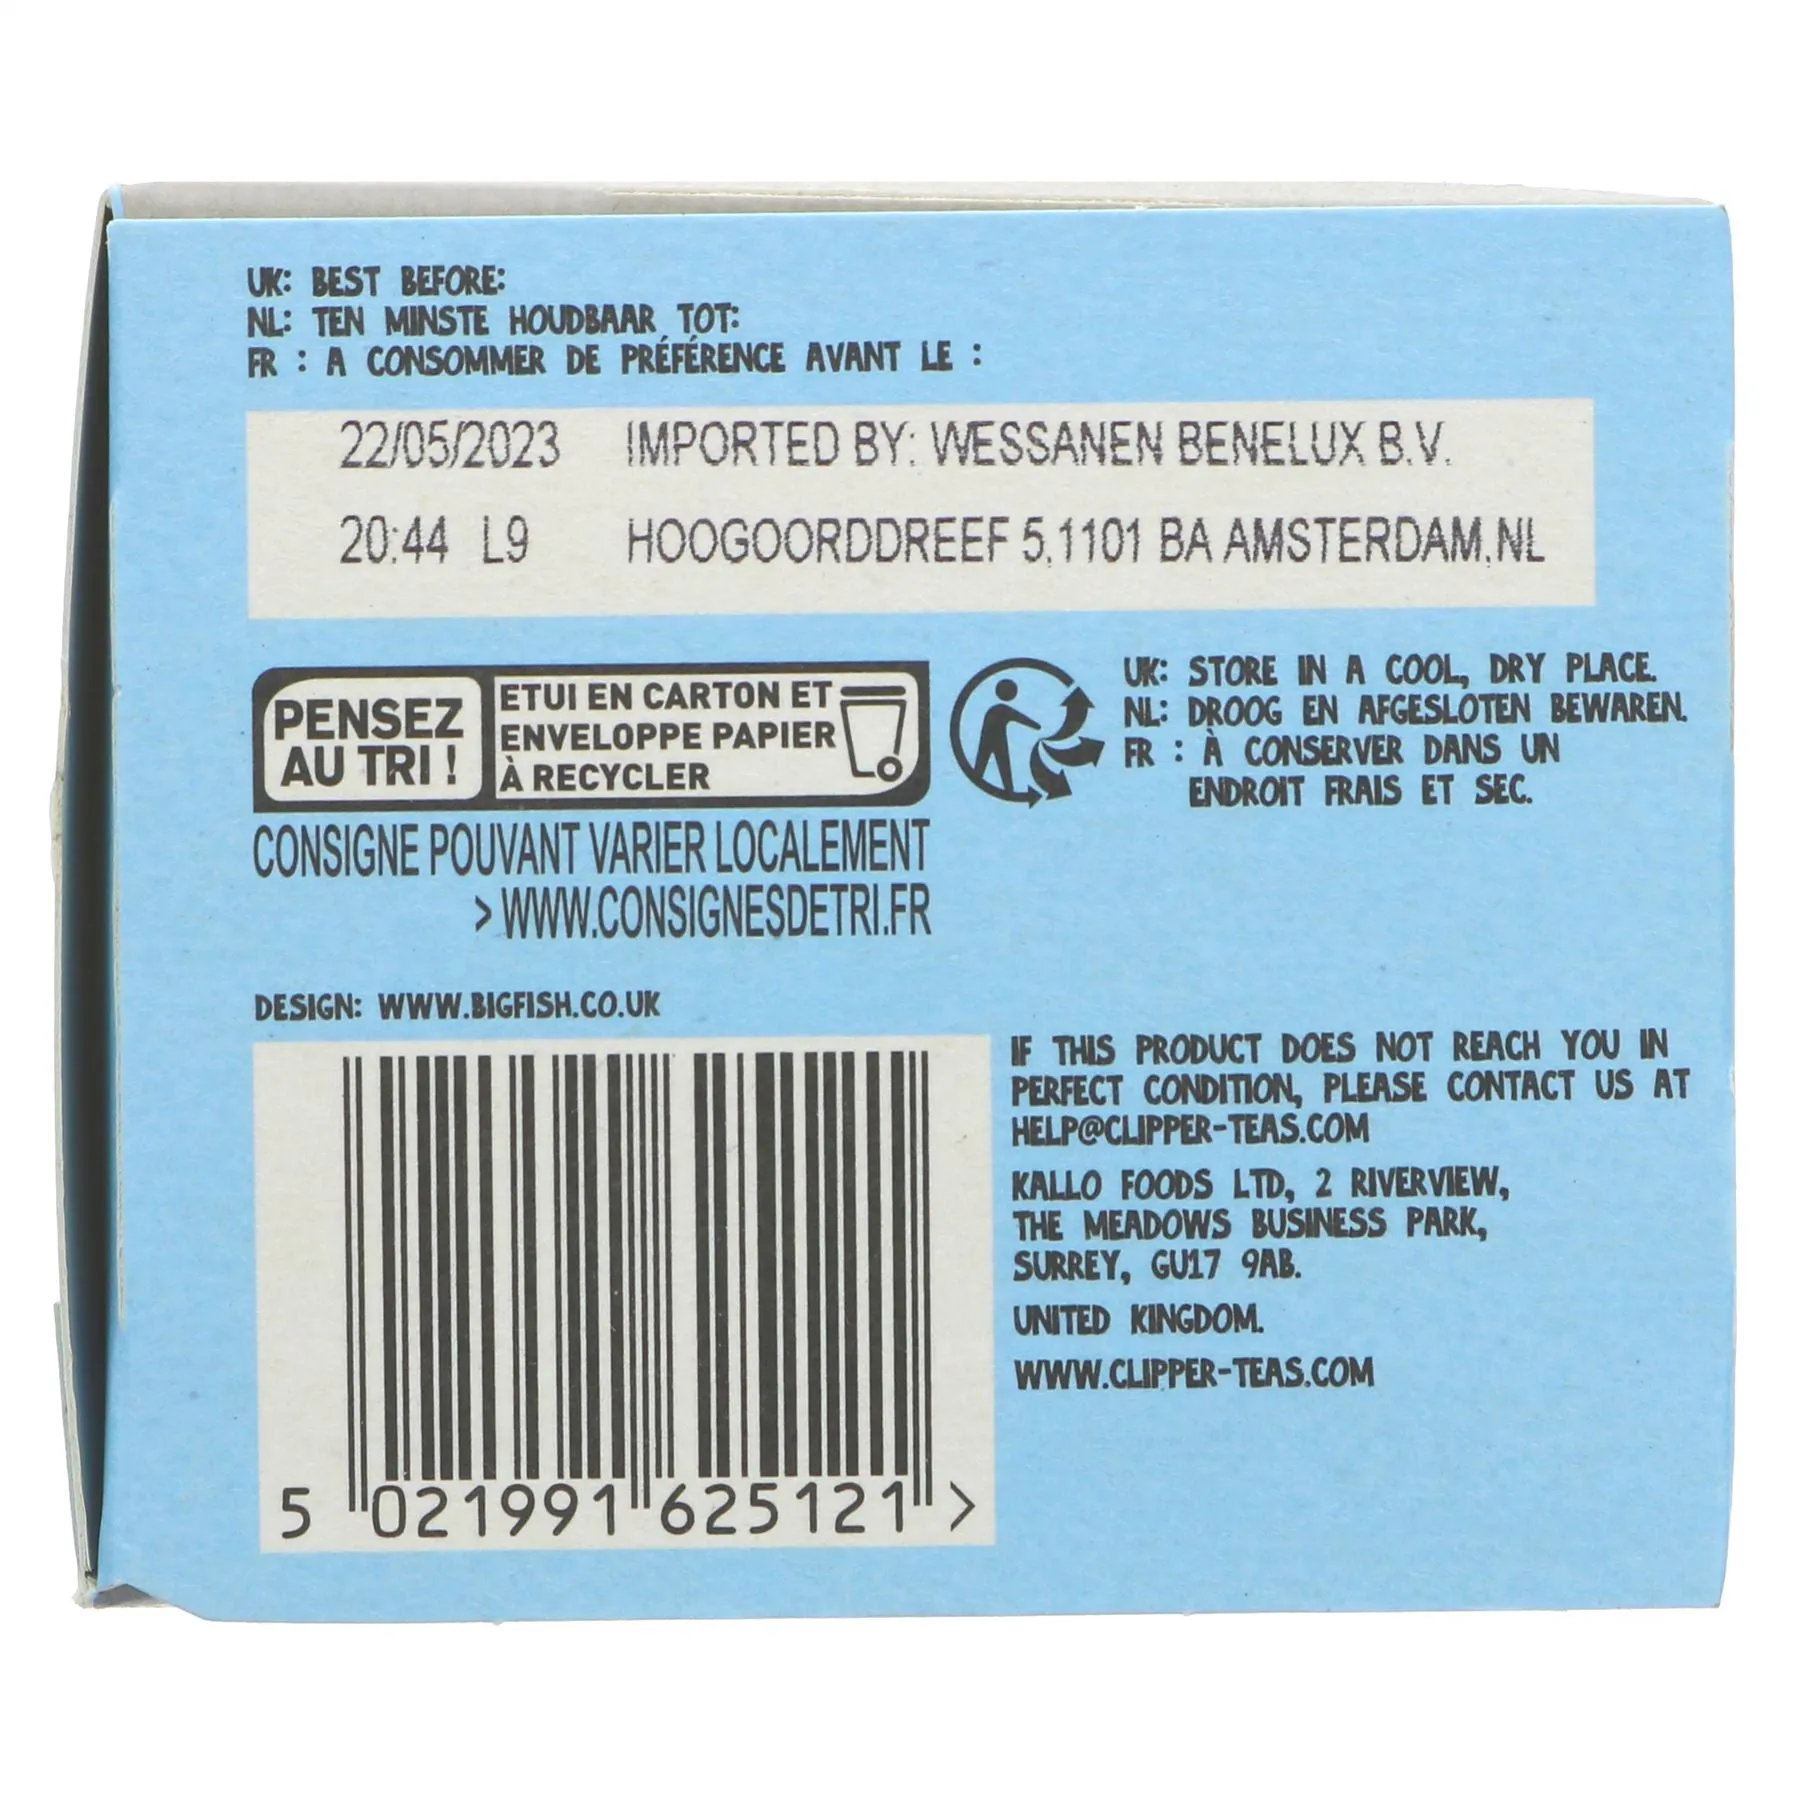 UK: BEST BEFORE:
NL: TEN MINSTE HOUDBAAR TOT:
FR : A CONSOMMER DE PRÉFÉRENCE AVANT LE :
22/05/2023 IMPORTED BY: WESSANEN BENELUX B.V.
20:44 L9 HOOGOORDDREEF 5,1101 BA AMSTERDAM,NL
PENSEZ
AU TRI !
ETUI EN CARTON ET
ENVELOPPE PAPIER
À RECYCLER
CONSIGNE POUVANT VARIER LOCALEMENT
> WWW.CONSIGNESDETRI.FR
UK: STORE IN A COOL, DRY PLACE.
NL: DROOG EN AFGESLOTEN BEWAREN.
FR : À CONSERVER DANS UN
ENDROIT FRAIS ET SEC.
DESIGN: WWW.BIGFISH.CO.UK
5 021991 625121 >
IF THIS PRODUCT DOES NOT REACH YOU IN
PERFECT CONDITION, PLEASE CONTACT US AT
HELP@CLIPPER-TEAS.COM
KALLO FOODS LTD, 2 RIVERVIEW,
THE MEADOWS BUSINESS PARK,
SURREY, GU17 9AB.
UNITED KINGDOM.
WWW.CLIPPER-TEAS.COM